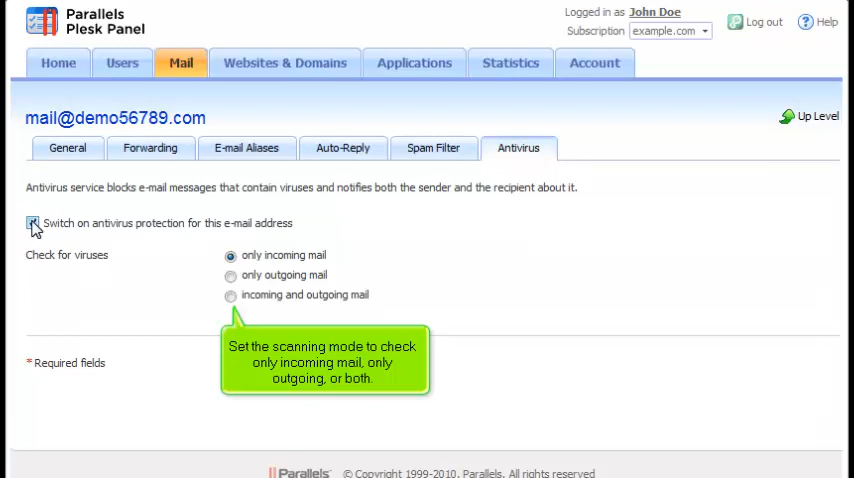 Parallels
Plesk Panel
Logged in as John Doe
Subscription example.com
Log out
Help
Home
Users
Mail
Websites & Domains
Applications
Statistics
Account
mail@demo56789.com
Up Level
General
Forwarding
E-mail Aliases
Auto-Reply
Spam Filter
Antivirus
Antivirus service blocks e-mail messages that contain viruses and notifies both the sender and the recipient about it.
Switch on antivirus protection for this e-mail address
Check for viruses
only incoming mail
only outgoing mail
incoming and outgoing mail
Set the scanning mode to check
only incoming mail, only
outgoing, or both.
* Required fields
Parallels © Copyright 1999-2010, Parallels. All rights reserved